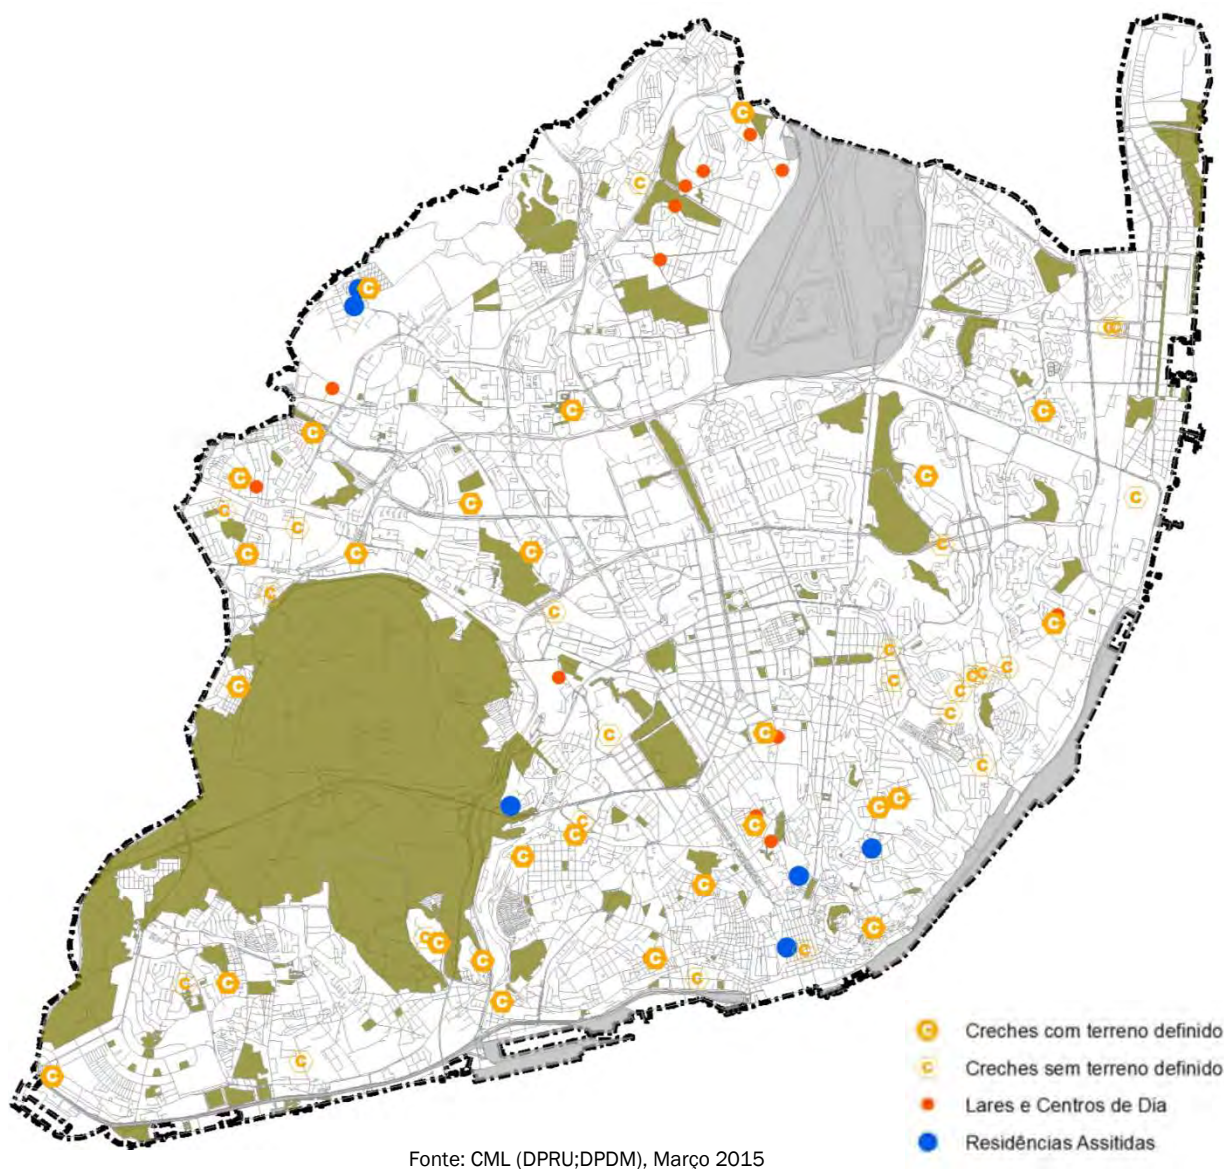 Creches com terreno definido
Creches sem terreno definido
Lares e Centros de Dia
Residências Assitidas
Fonte: CML (DPRU;DPDM), Março 2015